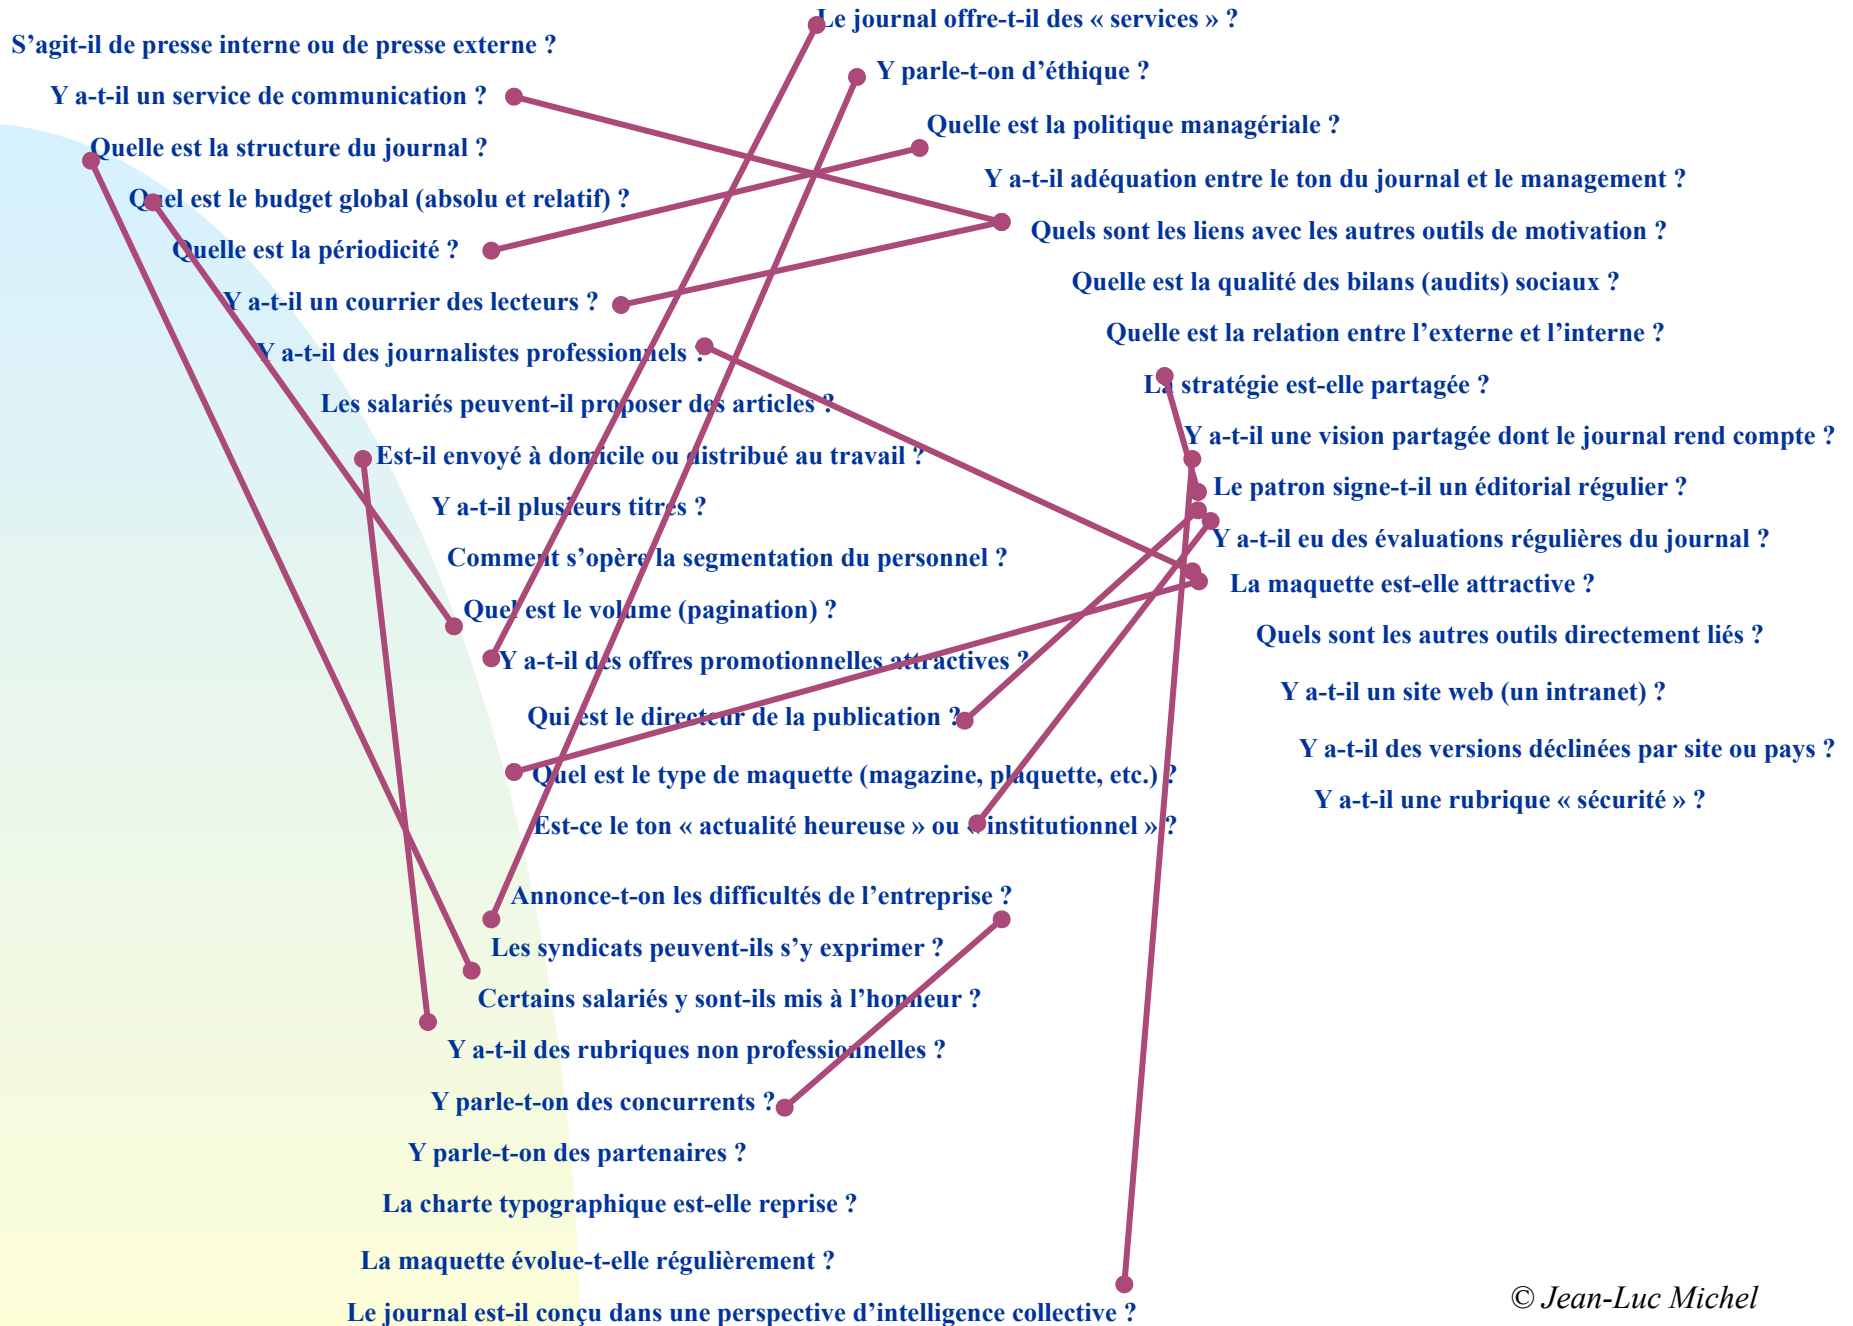 S’agit-il de presse interne ou de presse externe ?
Y a-t-il un service de communication ?
Quelle est la structure du journal ?
Quel est le budget global (absolu et relatif) ?
Quelle est la périodicité ?
Y a-t-il un courrier des lecteurs ?
Y a-t-il des journalistes professionnels ?
Les salariés peuvent-il proposer des articles ?
Est-il envoyé à domicile ou distribué au travail ?
Y a-t-il plusieurs titres ?
Comment s’opère la segmentation du personnel ?
Quel est le volume (pagination) ?
Y a-t-il des offres promotionnelles attractives ?
Qui est le directeur de la publication ?
Quel est le type de maquette (magazine, plaquette, etc.) ?
Est-ce le ton « actualité heureuse » ou « institutionnel » ?
Annonce-t-on les difficultés de l’entreprise ?
Les syndicats peuvent-ils s’y exprimer ?
Certains salariés y sont-ils mis à l’honneur ?
Y a-t-il des rubriques non professionnelles ?
Y parle-t-on des concurrents ?
Y parle-t-on des partenaires ?
La charte typographique est-elle reprise ?
La maquette évolue-t-elle régulièrement ?
Le journal est-il conçu dans une perspective d’intelligence collective ?
Le journal offre-t-il des « services » ?
Y parle-t-on d’éthique ?
Quelle est la politique managériale ?
Y a-t-il adéquation entre le ton du journal et le management ?
Quels sont les liens avec les autres outils de motivation ?
Quelle est la qualité des bilans (audits) sociaux ?
Quelle est la relation entre l’externe et l’interne ?
La stratégie est-elle partagée ?
Y a-t-il une vision partagée dont le journal rend compte ?
Le patron signe-t-il un éditorial régulier ?
Y a-t-il eu des évaluations régulières du journal ?
La maquette est-elle attractive ?
Quels sont les autres outils directement liés ?
Y a-t-il un site web (un intranet) ?
Y a-t-il des versions déclinées par site ou pays ?
Y a-t-il une rubrique « sécurité » ?
© Jean-Luc Michel